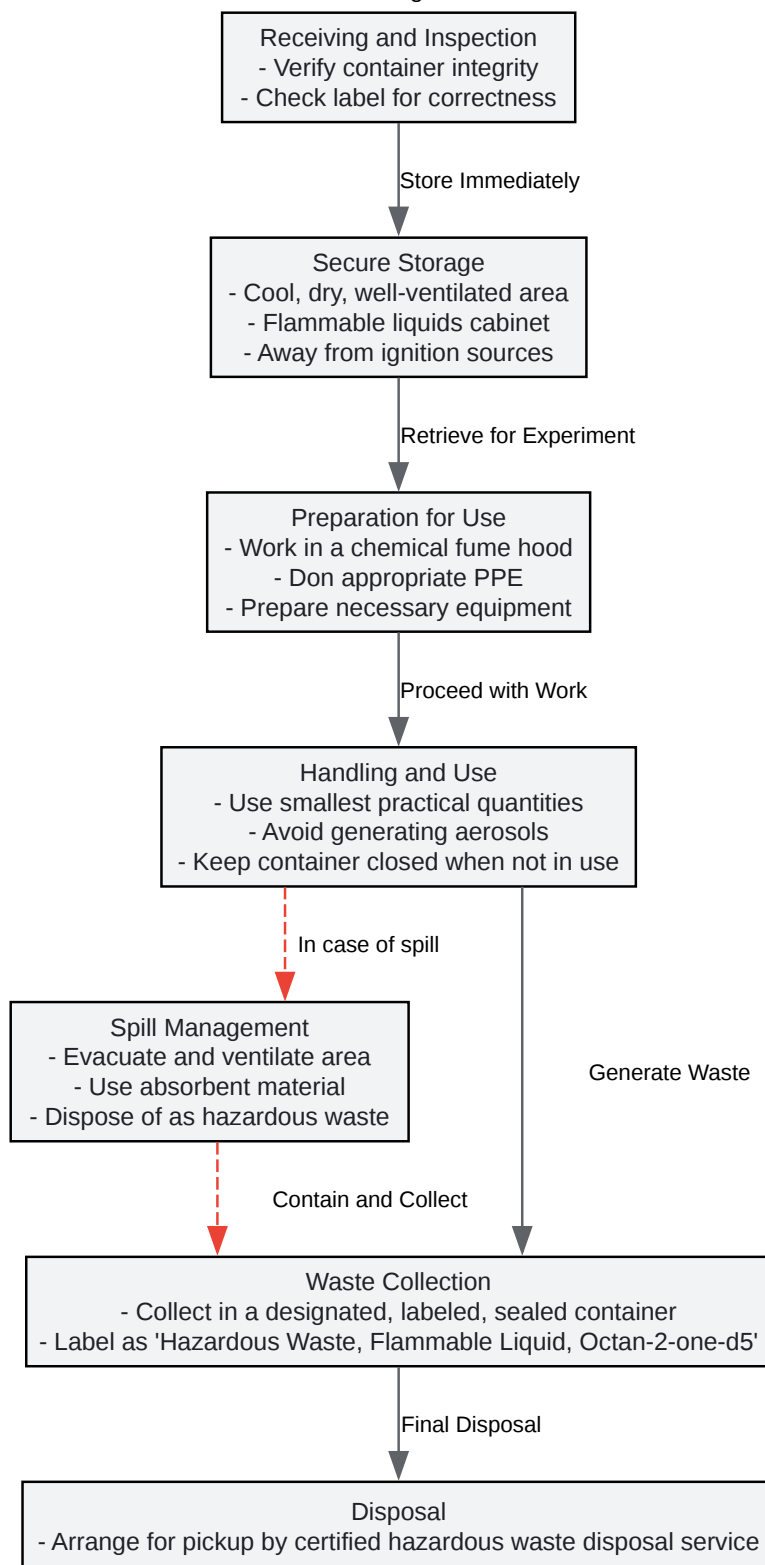 Receiving and Inspection
- Verify container integrity
- Check label for correctness
Store Immediately
Secure Storage
- Cool, dry, well-ventilated area
- Flammable liquids cabinet
- Away from ignition sources
Retrieve for Experiment
Preparation for Use
- Work in a chemical fume hood
- Don appropriate PPE
- Prepare necessary equipment
Proceed with Work
Handling and Use
- Use smallest practical quantities
- Avoid generating aerosols
- Keep container closed when not in use
In case of spill
Spill Management
- Evacuate and ventilate area
- Use absorbent material
- Dispose of as hazardous waste
Generate Waste
Contain and Collect
Waste Collection
- Collect in a designated, labeled, sealed container
- Label as 'Hazardous Waste, Flammable Liquid, Octan-2-one-d5'
Final Disposal
Disposal
- Arrange for pickup by certified hazardous waste disposal service